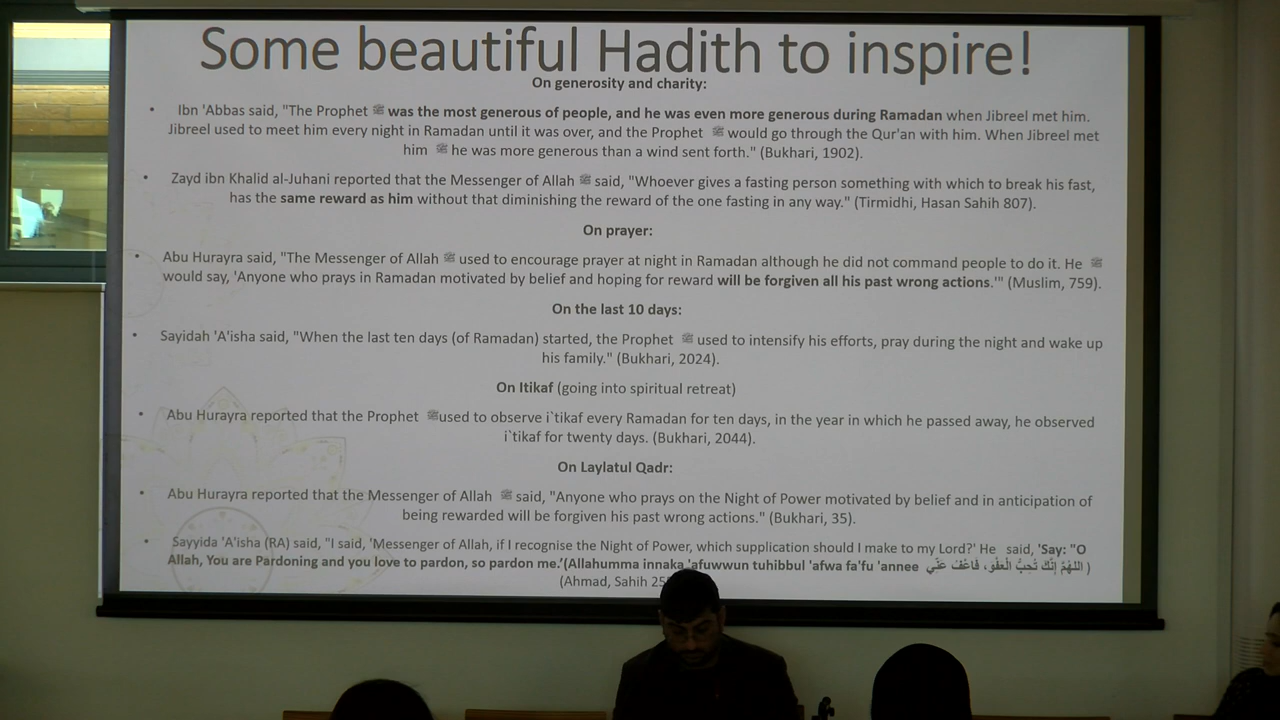 Some beautiful Hadith to inspire!
On generosity and charity:
• Ibn 'Abbas said, "The Prophet ﷺ was the most generous of people, and he was even more generous during Ramadan when Jibreel met him.
Jibreel used to meet him every night in Ramadan until it was over, and the Prophet ﷺ would go through the Qur'an with him. When Jibreel met
him ﷺ he was more generous than a wind sent forth." (Bukhari, 1902).
• Zayd ibn Khalid al-Juhani reported that the Messenger of Allah ﷺ said, "Whoever gives a fasting person something with which to break his fast,
has the same reward as him without that diminishing the reward of the one fasting in any way." (Tirmidhi, Hasan Sahih 807).
On prayer:
• Abu Hurayra said, "The Messenger of Allah ﷺ used to encourage prayer at night in Ramadan although he did not command people to do it. He ﷺ
would say, 'Anyone who prays in Ramadan motivated by belief and hoping for reward will be forgiven all his past wrong actions.'" (Muslim, 759).
On the last 10 days:
• Sayidah 'A'isha said, "When the last ten days (of Ramadan) started, the Prophet ﷺ used to intensify his efforts, pray during the night and wake up
his family." (Bukhari, 2024).
On Itikaf (going into spiritual retreat)
• Abu Hurayra reported that the Prophet ﷺused to observe i`tikaf every Ramadan for ten days, in the year in which he passed away, he observed
i`tikaf for twenty days. (Bukhari, 2044).
On Laylatul Qadr:
• Abu Hurayra reported that the Messenger of Allah ﷺ said, "Anyone who prays on the Night of Power motivated by belief and in anticipation of
being rewarded will be forgiven his past wrong actions." (Bukhari, 35).
• Sayyida 'A'isha (RA) said, "I said, 'Messenger of Allah, if I recognise the Night of Power, which supplication should I make to my Lord?' He said, 'Say: "O
Allah, You are Pardoning and you love to pardon, so pardon me.'(Allahumma innaka 'afuwwun tuhibbul 'afwa fa'fu 'annee اللهُمَّ إِنَّكَ تُحِبُّ الْعَفْوَ، فَاعْفُ عَنِّي )
(Ahmad, Sahih